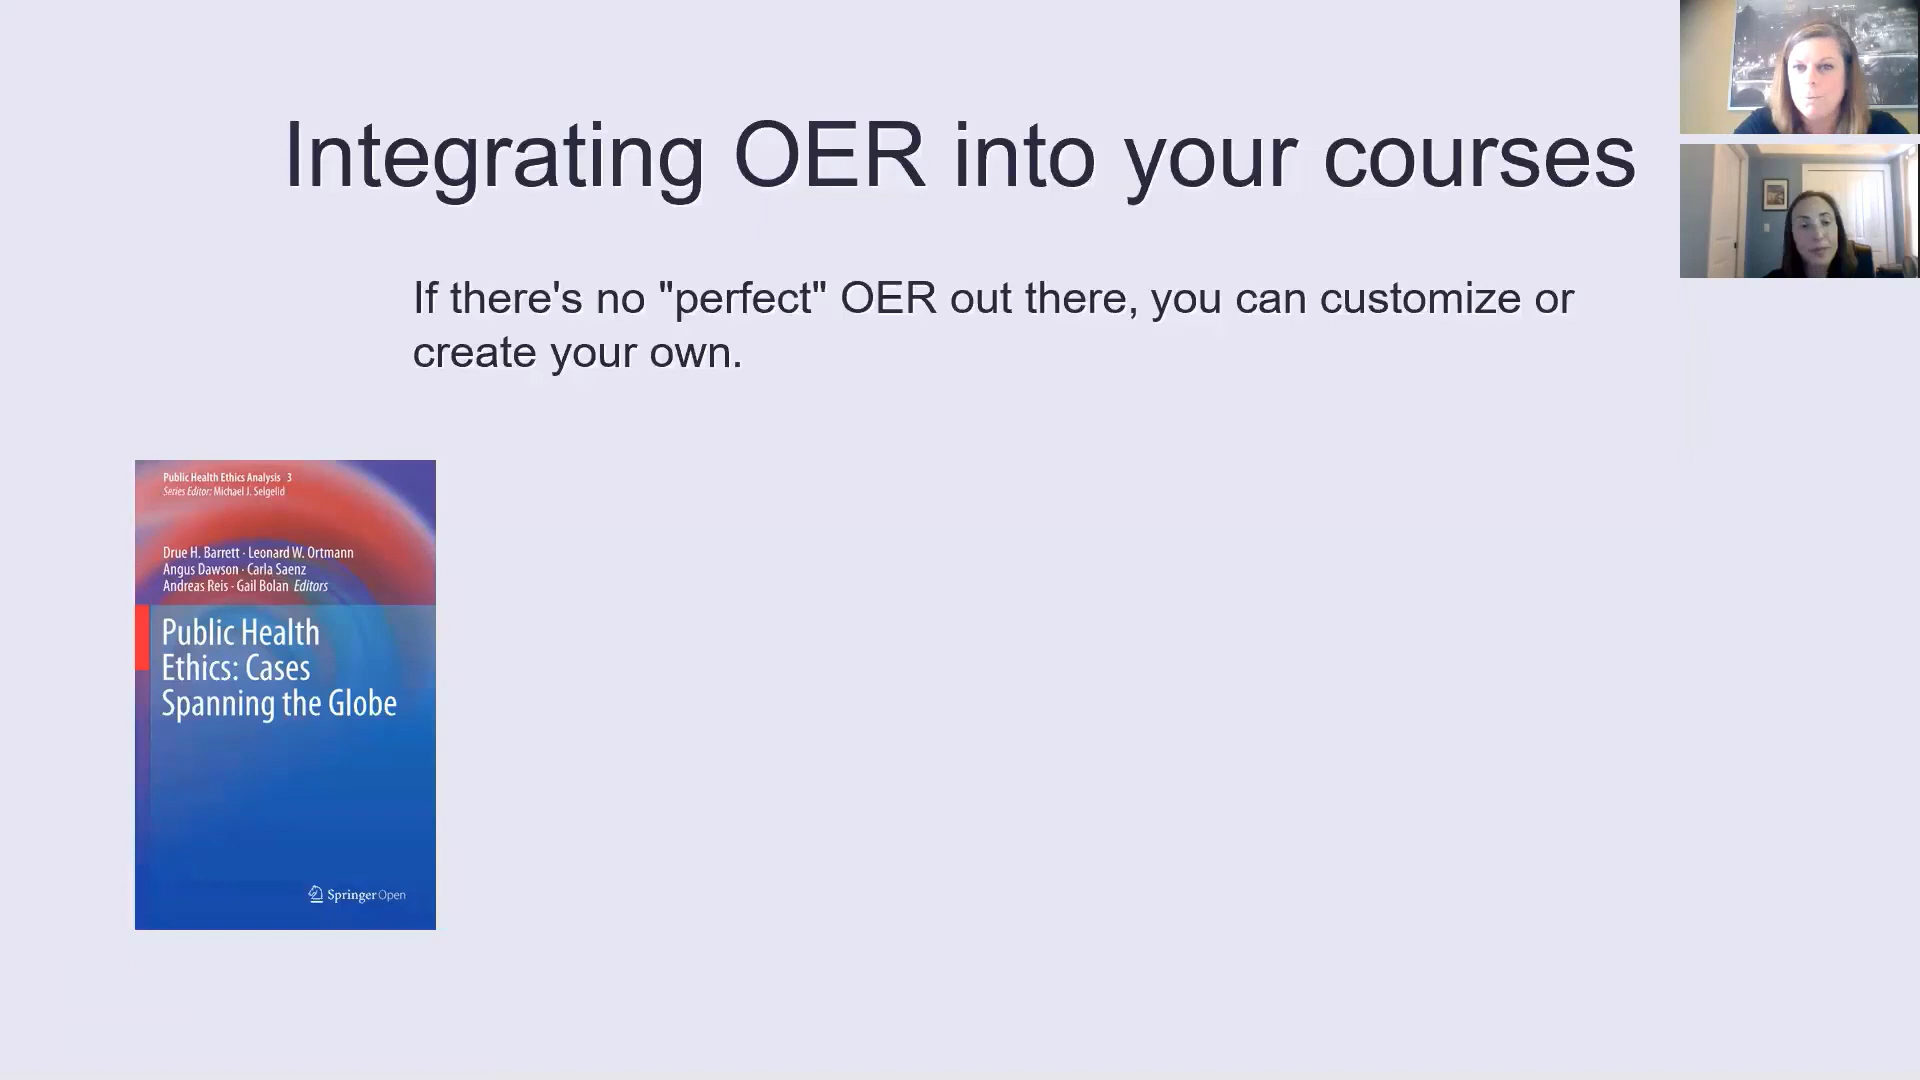 Integrating OER into your courses
If there's no "perfect" OER out there, you can customize or
create your own.
Public Health Ethics Analysis 3
Series Editor: Michael J. Selgelid
Drue H. Barrett · Leonard W. Ortmann
Angus Dawson · Carla Saenz
Andreas Reis · Gail Bolan Editors
Public Health
Ethics: Cases
Spanning the Globe
Springer Open